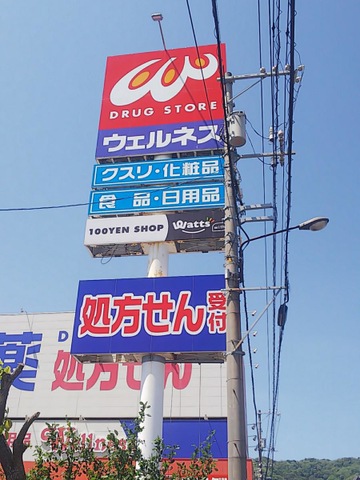 DRUG STORE
ウェルネス
クスリ・化粧品
食品・日用品
100YEN SHOP Watts
処方せん受付
薬 処方せん